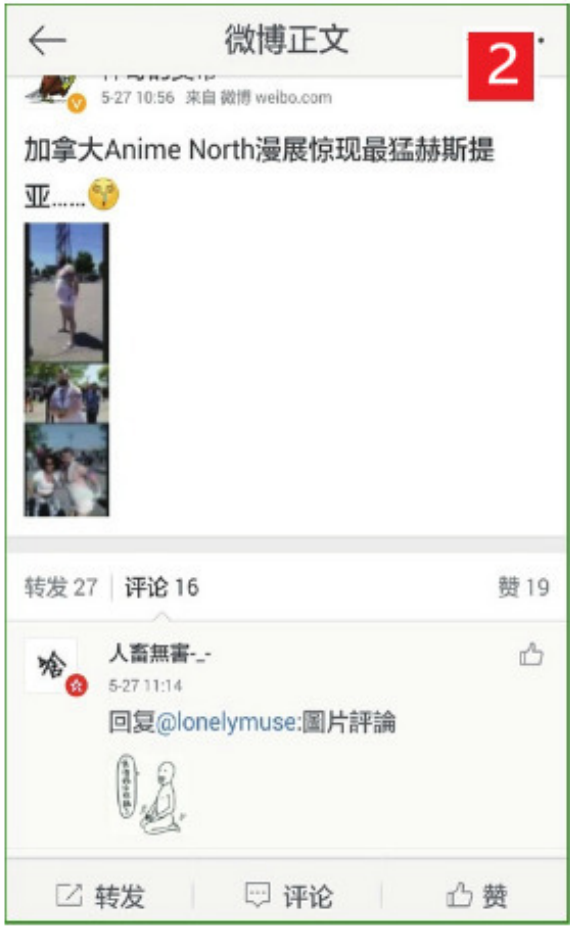 微博正文
2
5-27 10:56 来自 微博 weibo.com
加拿大Anime North漫展惊现最猛赫斯提
亚......
转发 27 评论 16 赞 19
人畜無害-_-
5-27 11:14
回复@lonelymuse:圖片評論
转发 评论 赞